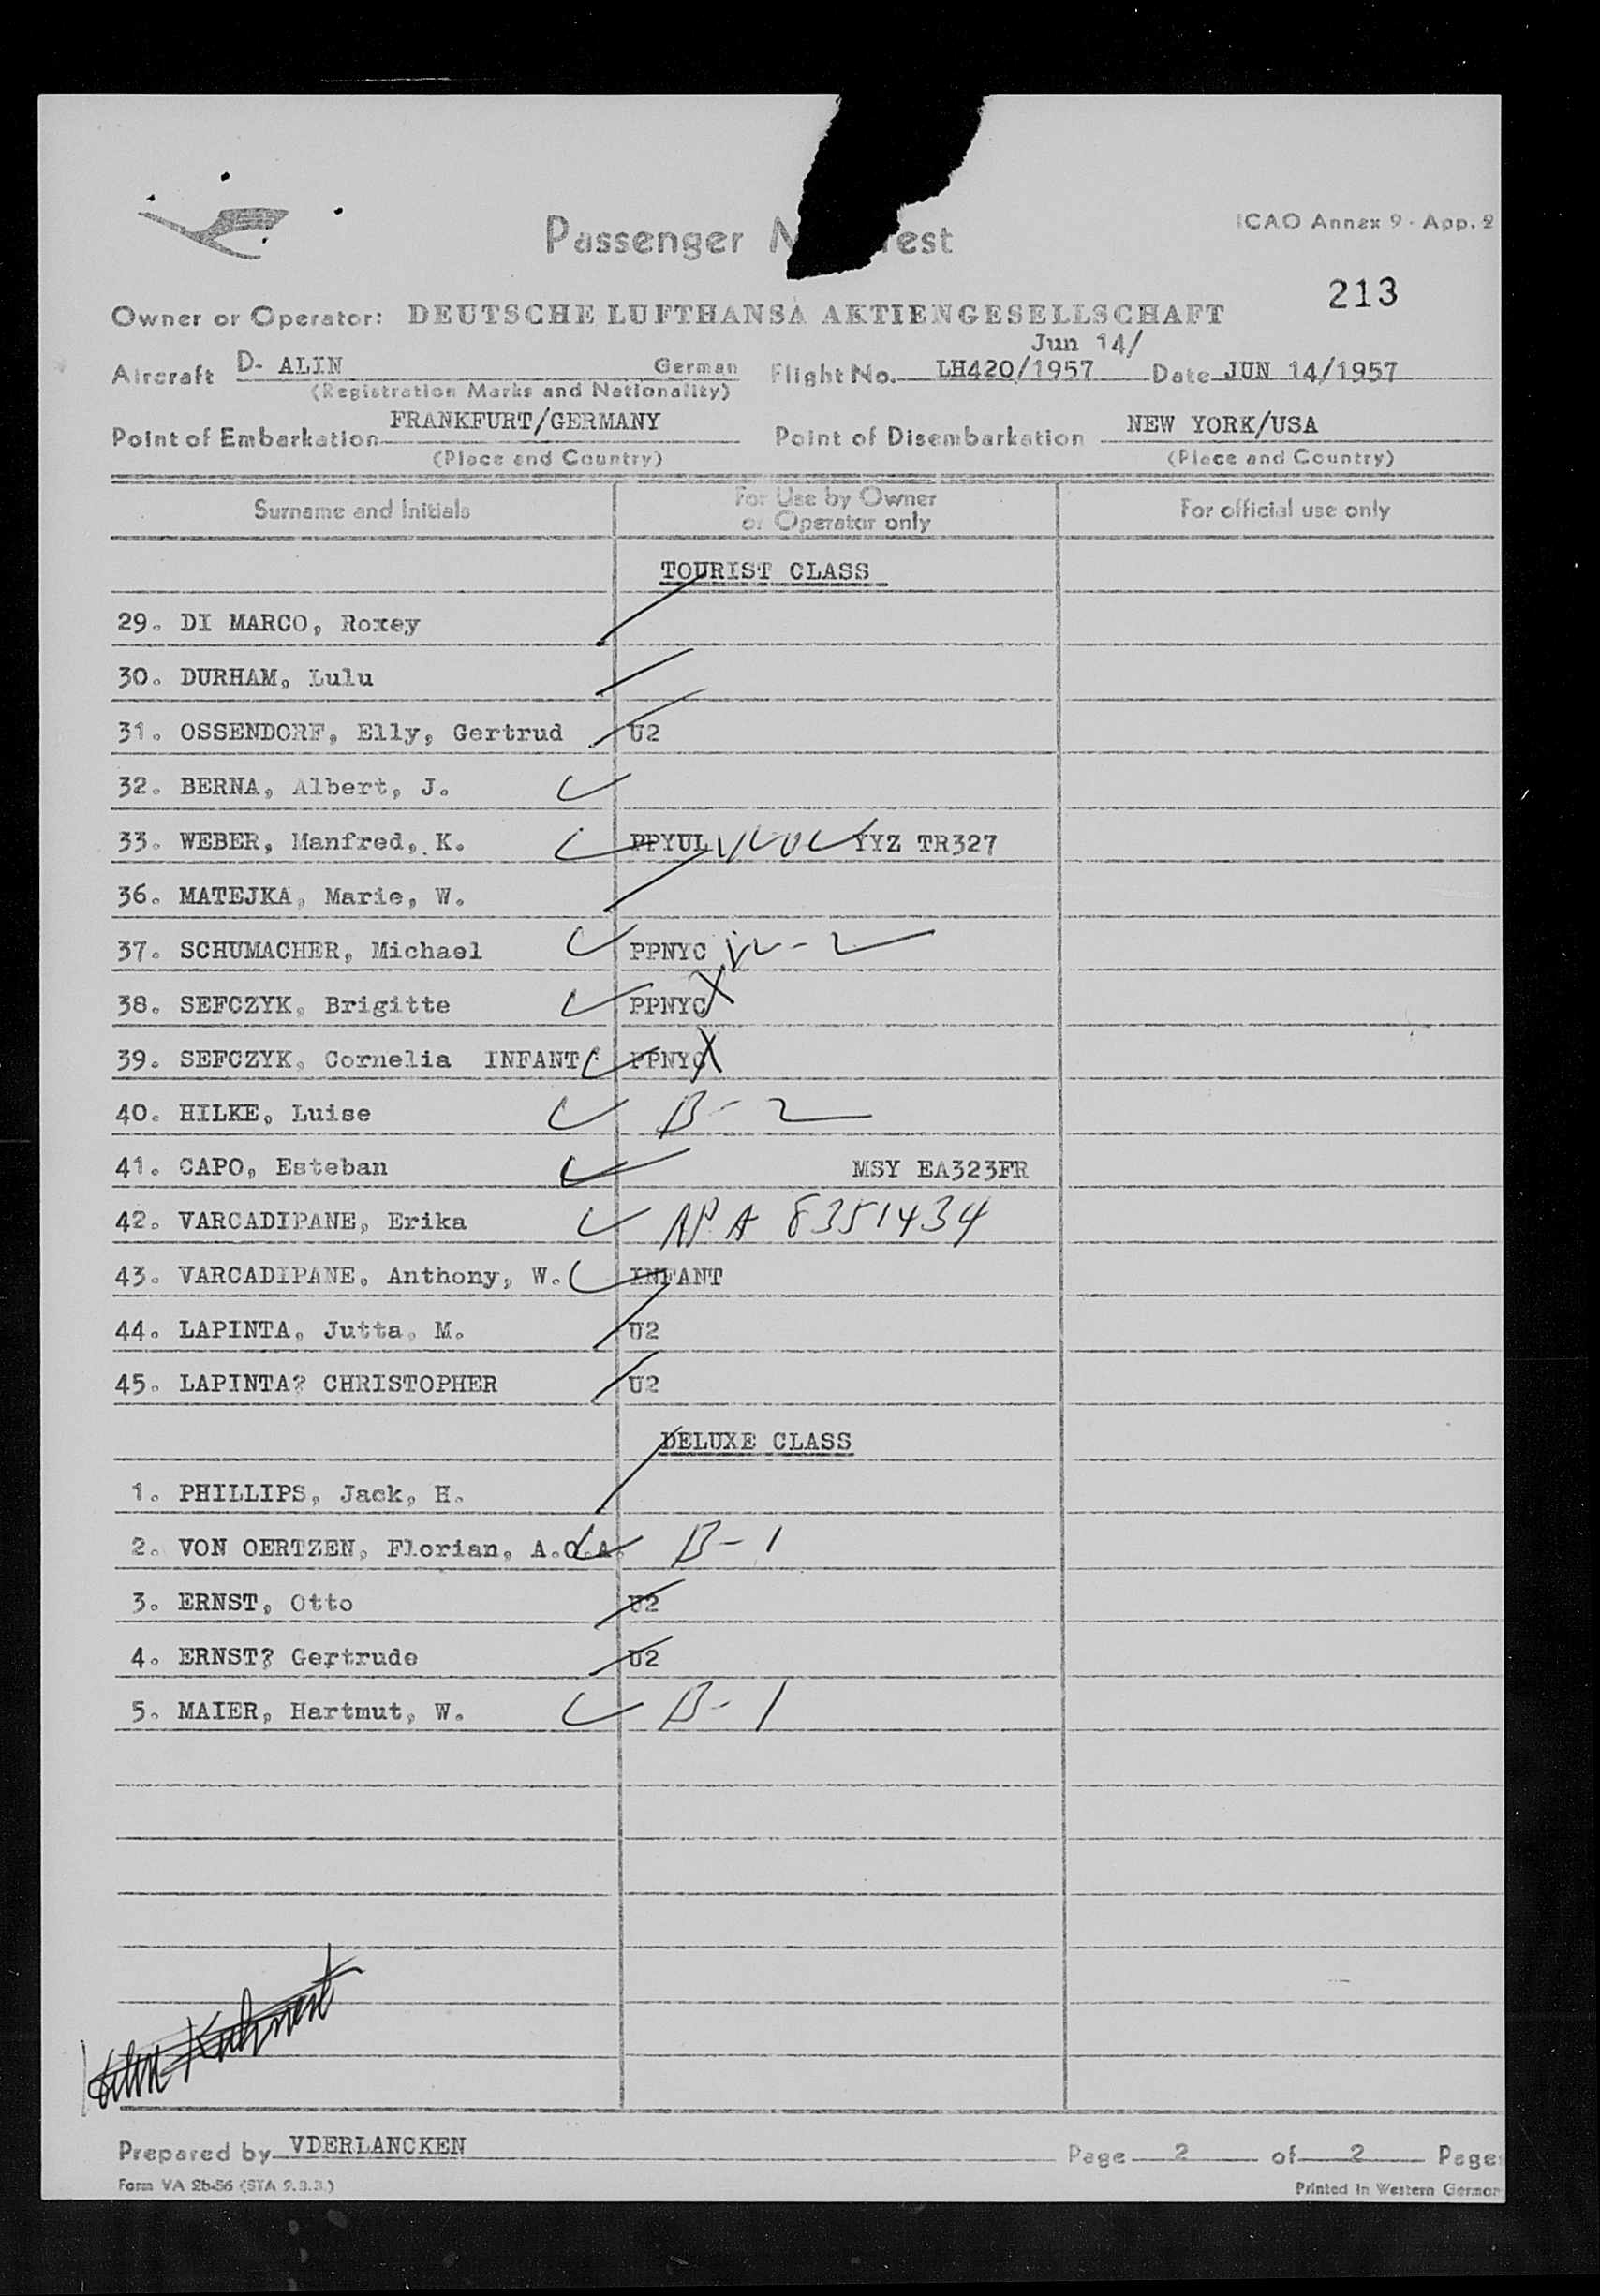 Passenger
ICAO Annex 9 - App. 2
213
Owner or Operator: DEUTSCHE LUFTHANSA AKTIENGESELLSCHAFT
Jun 14/
Aircraft D- ALIN German Flight No. LH420/1957 Date JUN 14/1957
(Registration Marks and Nationality)
Point of Embarkation FRANKFURT/GERMANY Point of Disembarkation NEW YORK/USA
(Place and Country) (Place and Country)
Surname and initials For Use by Owner or Operator only For official use only
TOURIST CLASS
29. DI MARCO, Roxey
30. DURHAM, Lulu
31. OSSENDORF, Elly, Gertrud U2
32. BERNA, Albert, J.
33. WEBER, Manfred, K. PPYUL YYZ TR327
36. MATEJKA, Marie, W.
37. SCHUMACHER, Michael PPNYC
38. SEFCZYK, Brigitte PPNYC
39. SEFCZYK, Cornelia INFANT PPNYC
40. HILKE, Luise B-2
41. CAPO, Esteban MSY EA323FR
42. VARCADIPANE, Erika AP. A 8351434
43. VARCADIPANE, Anthony, W. INFANT
44. LAPINTA, Jutta, M. U2
45. LAPINTA? CHRISTOPHER U2
DELUXE CLASS
1. PHILLIPS, Jack, H.
2. VON OERTZEN, Florian, A.O.A. B-1
3. ERNST, Otto U2
4. ERNST? Gertrude U2
5. MAIER, Hartmut, W. B-1
Prepared by VDERLANCKEN Page 2 of 2 Page
Form VA 2b-56 (STA 9.3.3.) Printed in Western German